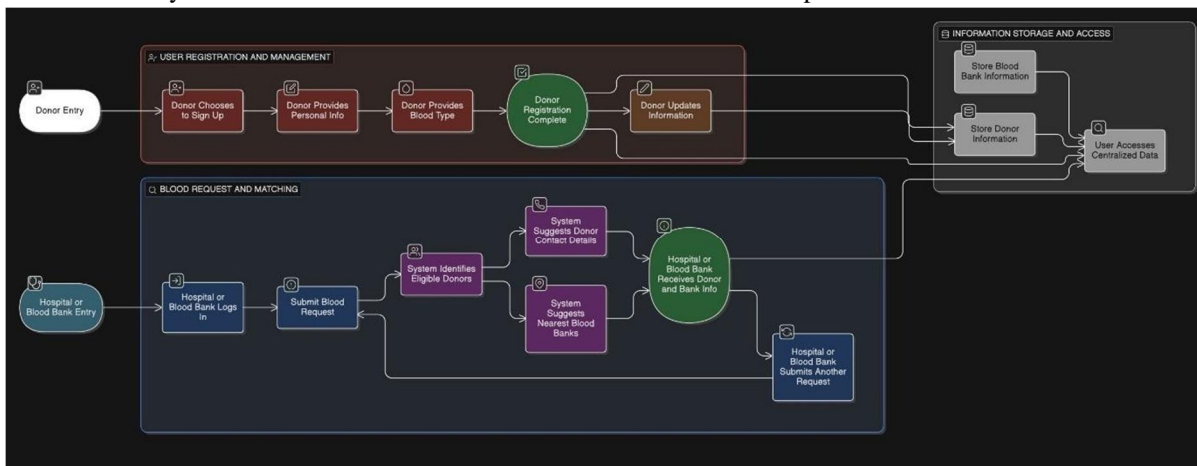 USER REGISTRATION AND MANAGEMENT
Donor Entry
Donor Chooses
to Sign Up
Donor Provides
Personal Info
Donor Provides
Blood Type
Donor
Registration
Complete
Donor Updates
Information
INFORMATION STORAGE AND ACCESS
Store Blood
Bank Information
Store Donor
Information
User Accesses
Centralized Data
BLOOD REQUEST AND MATCHING
Hospital or
Blood Bank Entry
Hospital or
Blood Bank Logs
In
Submit Blood
Request
System Identifies
Eligible Donors
System
Suggests Donor
Contact Details
System
Suggests
Nearest Blood
Banks
Hospital or
Blood Bank
Receives Donor
and Bank Info
Hospital or
Blood Bank
Submits Another
Request